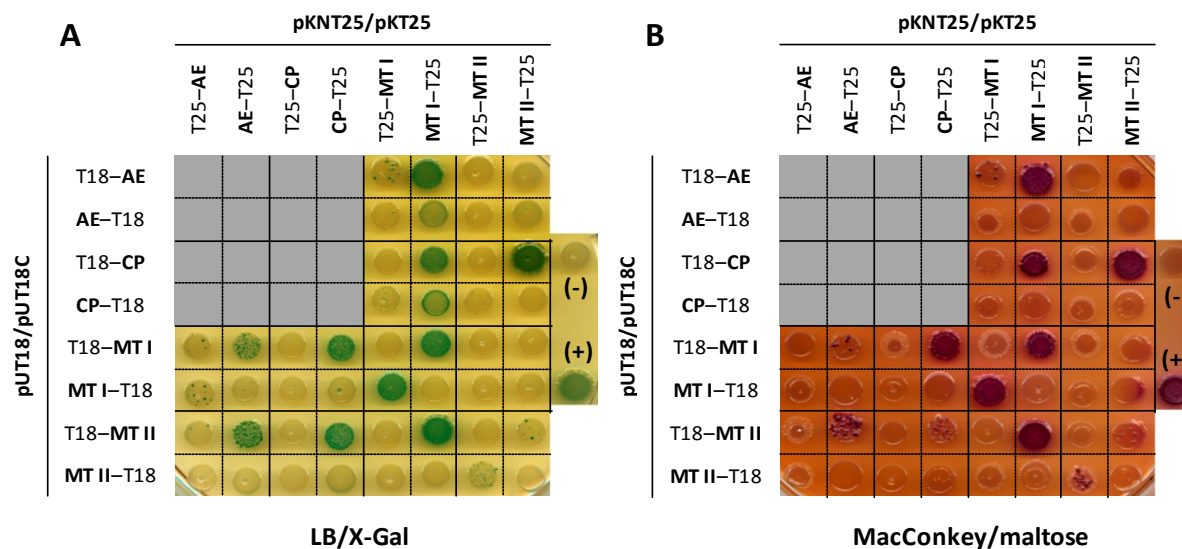 A
pKNT25/pKT25
T25–AE
AE–T25
T25–CP
CP–T25
T25–MT I
MT I–T25
T25–MT II
MT II–T25
pUT18/pUT18C
T18–AE
AE–T18
T18–CP
CP–T18
T18–MT I
MT I–T18
T18–MT II
MT II–T18
(-)
(+)
LB/X-Gal
B
pKNT25/pKT25
T25–AE
AE–T25
T25–CP
CP–T25
T25–MT I
MT I–T25
T25–MT II
MT II–T25
pUT18/pUT18C
T18–AE
AE–T18
T18–CP
CP–T18
T18–MT I
MT I–T18
T18–MT II
MT II–T18
(-
(+
MacConkey/maltose